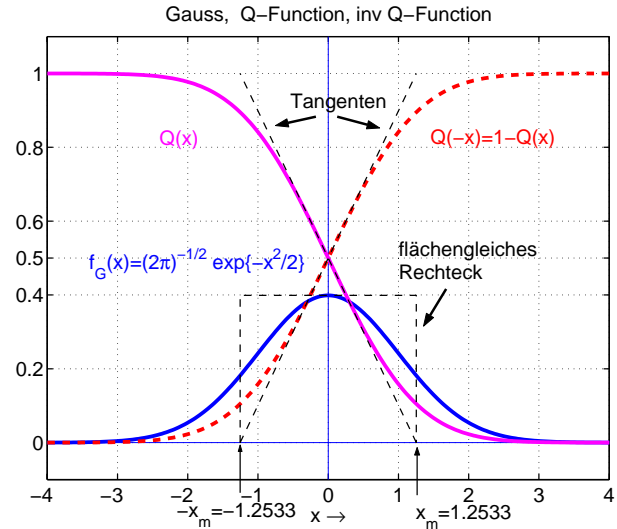 Gauss, Q−Function, inv Q−Function
1
Tangenten
Q(x)
Q(−x)=1−Q(x)
0.8
0.6
0.5
flächengleiches
Rechteck
f_G(x)=(2π)^{−1/2} exp{−x^2/2}
0.4
0.2
0
−4 −3 −2 −1 0 1 2 3 4
−x_m=−1.2533
x →
x_m=1.2533